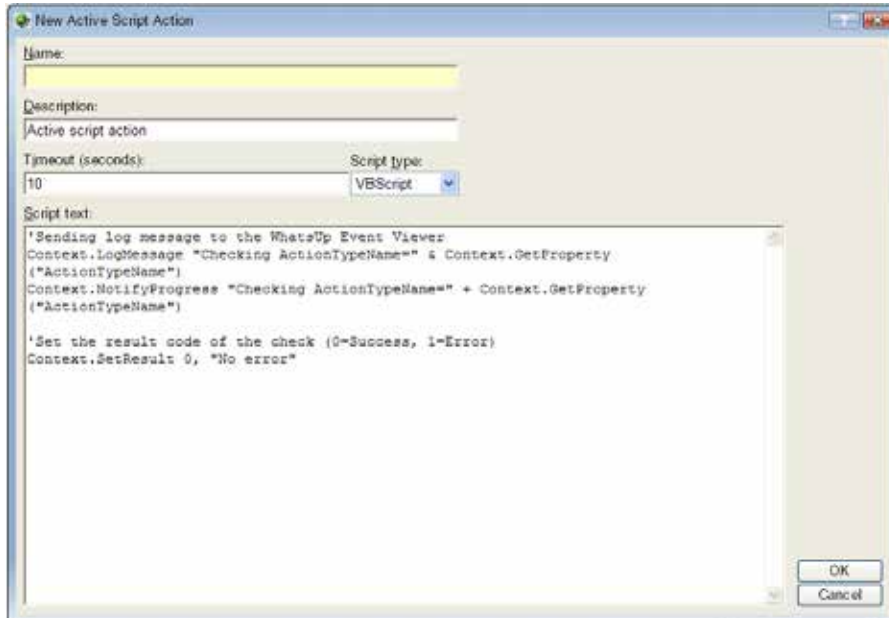 New Active Script Action
Name:
Description:
Active script action
Timeout (seconds):
Script type:
10
VBScript
Script text:
'Sending log message to the WhatsUp Event Viewer
Context.LogMessage "Checking ActionTypeName=" & Context.GetProperty
("ActionTypeName")
Context.NotifyProgress "Checking ActionTypeName=" + Context.GetProperty
("ActionTypeName")
'Set the result code of the check (0=Success, 1=Error)
Context.SetResult 0, "No error"
OK
Cancel